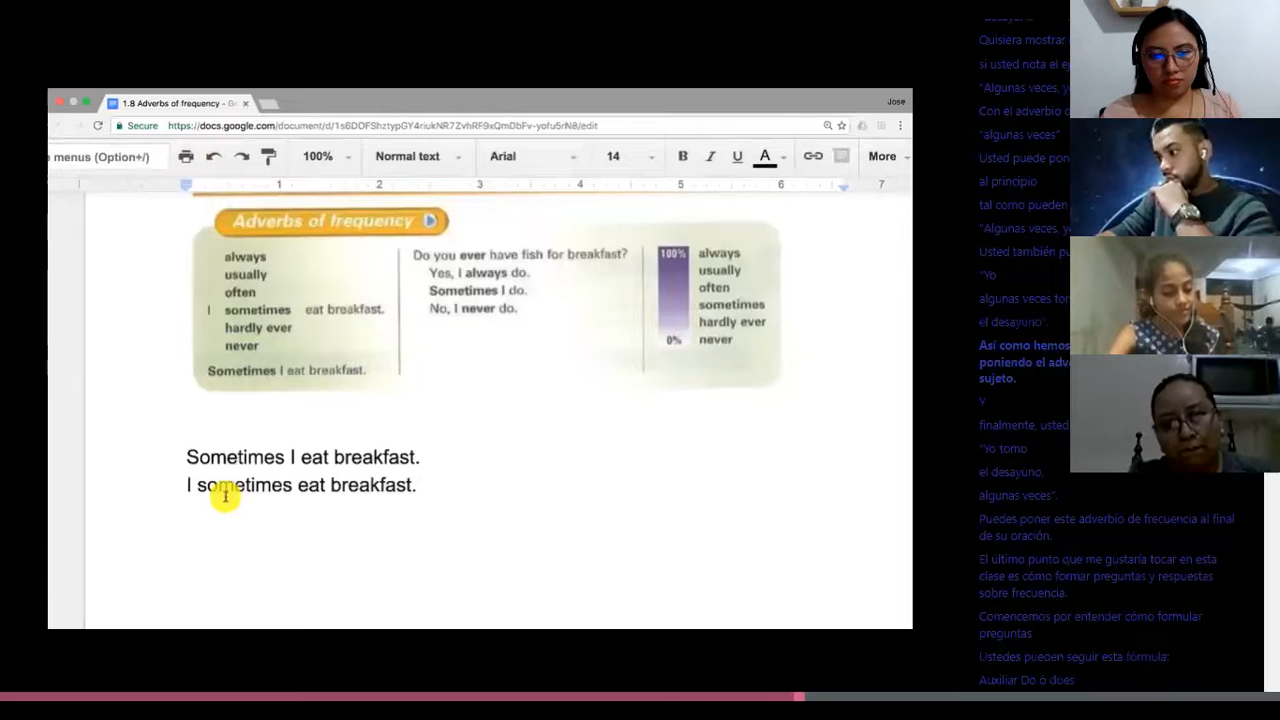 1.8 Adverbs of frequency - G
Jose
Secure https://docs.google.com/document/d/1s6DOFShztypGY4riukNR7ZvhRF9xQmDbFv-yofu5rN8/edit
menus (Option+/) 100% Normal text Arial 14 B I U A More
1 2 3 4 5 6 7
Adverbs of frequency
always
usually
often
I sometimes eat breakfast.
hardly ever
never
Sometimes I eat breakfast.
Do you ever have fish for breakfast?
Yes, I always do.
Sometimes I do.
No, I never do.
100% always
usually
often
sometimes
hardly ever
0% never
Sometimes I eat breakfast.
I sometimes eat breakfast.
Quisiera mostrar
si usted nota el
"Algunas veces,
Con el adverbio
"algunas veces"
Usted puede
al principio
tal como pueden
"Algunas veces,
Usted también
"Yo
algunas veces
el desayuno".
Así como hemos
poniendo el
sujeto.
Y
finalmente, usted
"Yo tomo
el desayuno,
algunas veces".
Puedes poner este adverbio de frecuencia al final
de su oración.
El último punto que me gustaría tocar en esta
clase es cómo formar preguntas y respuestas
sobre frecuencia.
Comencemos por entender cómo formular
preguntas
Ustedes pueden seguir esta fórmula:
Auxiliar Do ó does